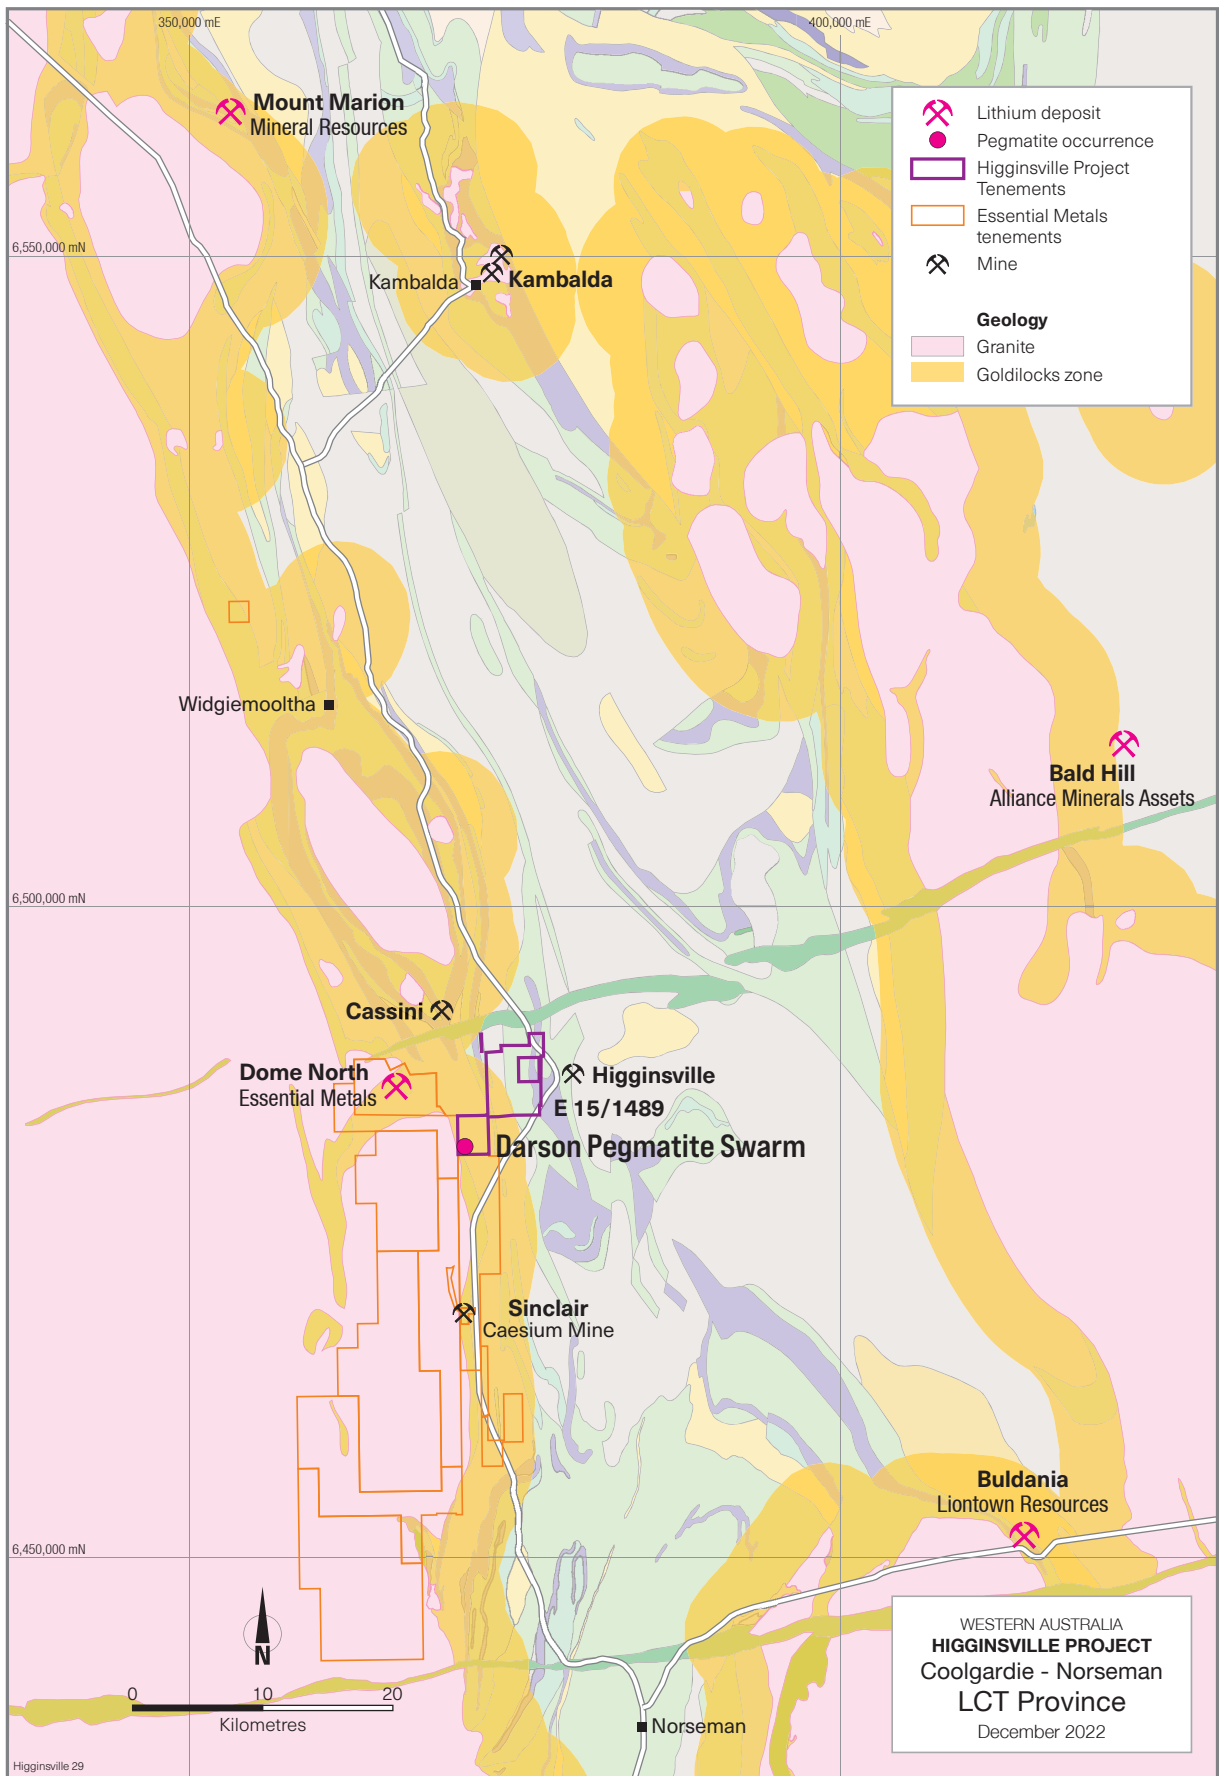 350,000 mE
400,000 mE
Mount Marion
Mineral Resources
Lithium deposit
Pegmatite occurrence
Higginsville Project
Tenements
Essential Metals
tenements
Mine
Geology
Granite
Goldilocks zone
6,550,000 mN
Kambalda
Kambalda
Widgiemooltha
Bald Hill
Alliance Minerals Assets
6,500,000 mN
Cassini
Dome North
Essential Metals
Higginsville
E 15/1489
Darson Pegmatite Swarm
Sinclair
Caesium Mine
Buldania
Liontown Resources
6,450,000 mN
N
0 10 20
Kilometres
Norseman
WESTERN AUSTRALIA
HIGGINSVILLE PROJECT
Coolgardie - Norseman
LCT Province
December 2022
Higginsville 29